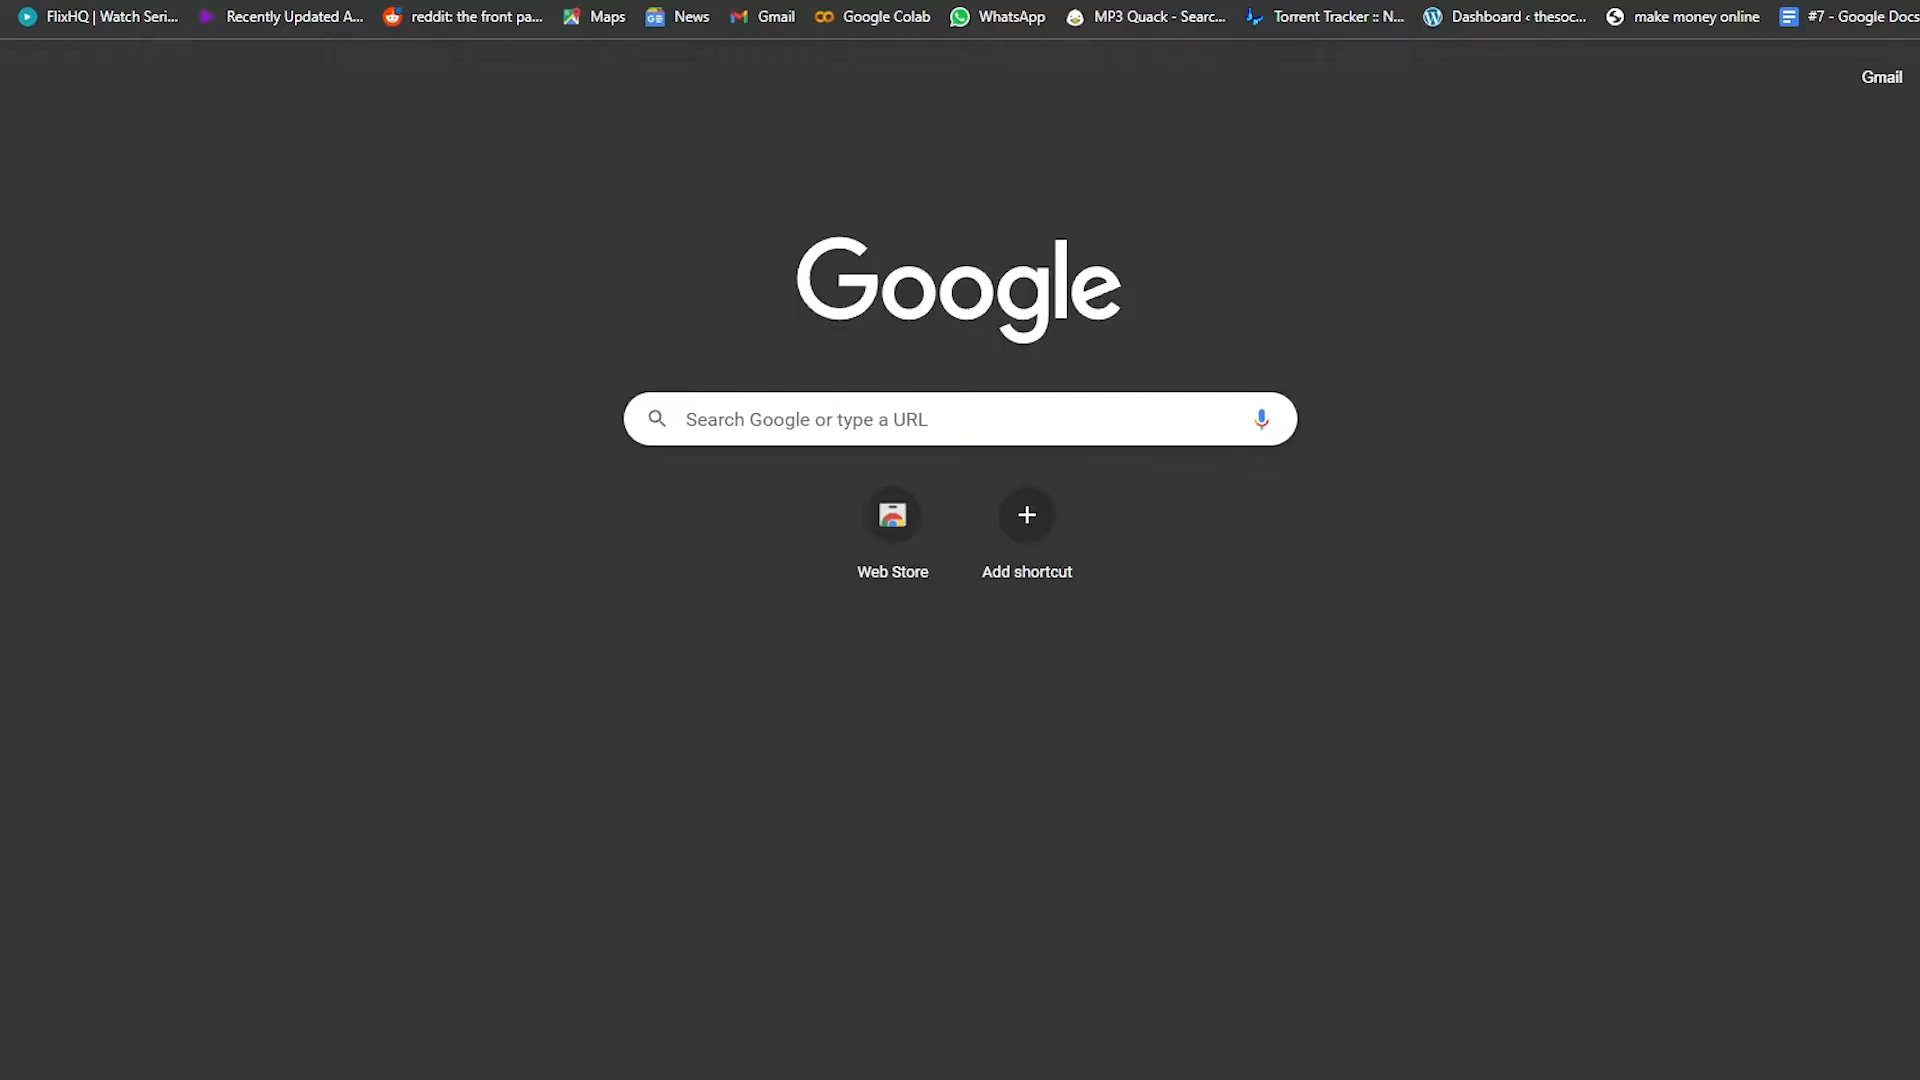 FlixHQ | Watch Seri... Recently Updated A... reddit: the front pa... Maps News Gmail Google Colab WhatsApp MP3 Quack - Searc... Torrent Tracker :: N... Dashboard ‹ thesoc... make money online #7 - Google Docs
Gmail
Google
Search Google or type a URL
Web Store Add shortcut